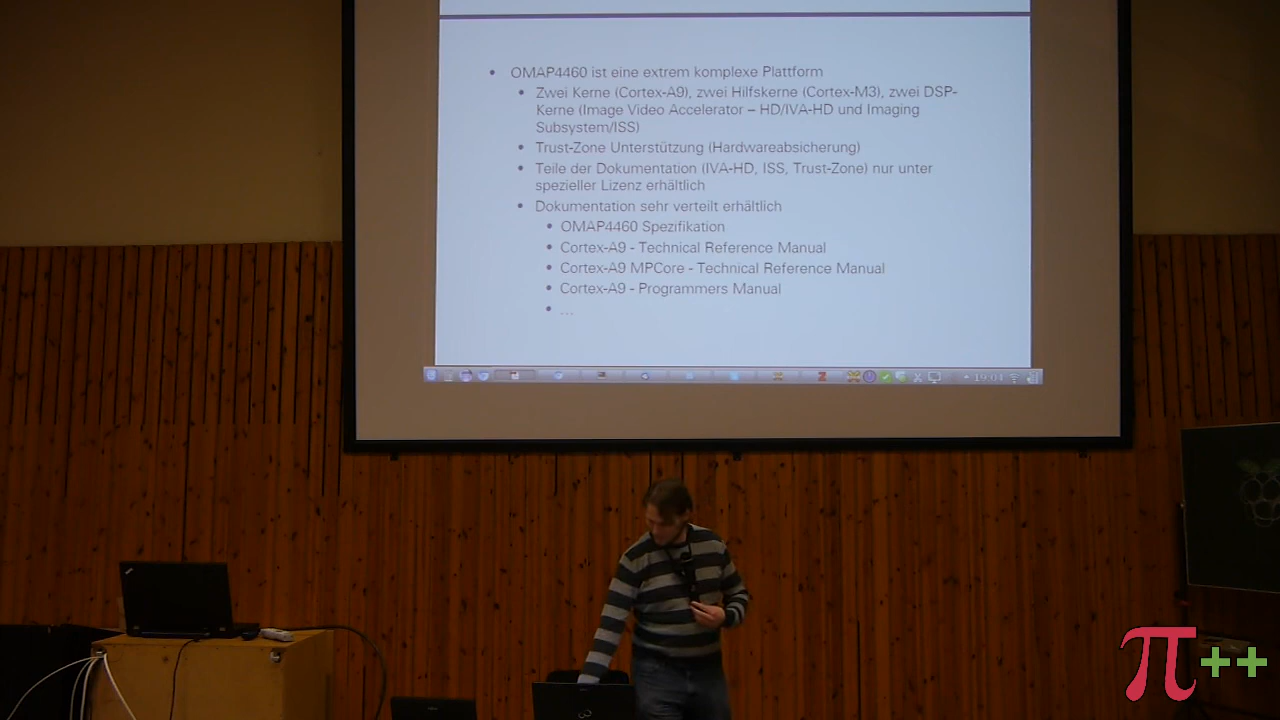 • OMAP4460 ist eine extrem komplexe Plattform
• Zwei Kerne (Cortex-A9), zwei Hilfskerne (Cortex-M3), zwei DSP-
Kerne (Image Video Accelerator – HD/IVA-HD und Imaging
Subsystem/ISS)
• Trust-Zone Unterstützung (Hardwareabsicherung)
• Teile der Dokumentation (IVA-HD, ISS, Trust-Zone) nur unter
spezieller Lizenz erhältlich
• Dokumentation sehr verteilt erhältlich
• OMAP4460 Spezifikation
• Cortex-A9 - Technical Reference Manual
• Cortex-A9 MPCore - Technical Reference Manual
• Cortex-A9 - Programmers Manual
• ...
19:04
π++